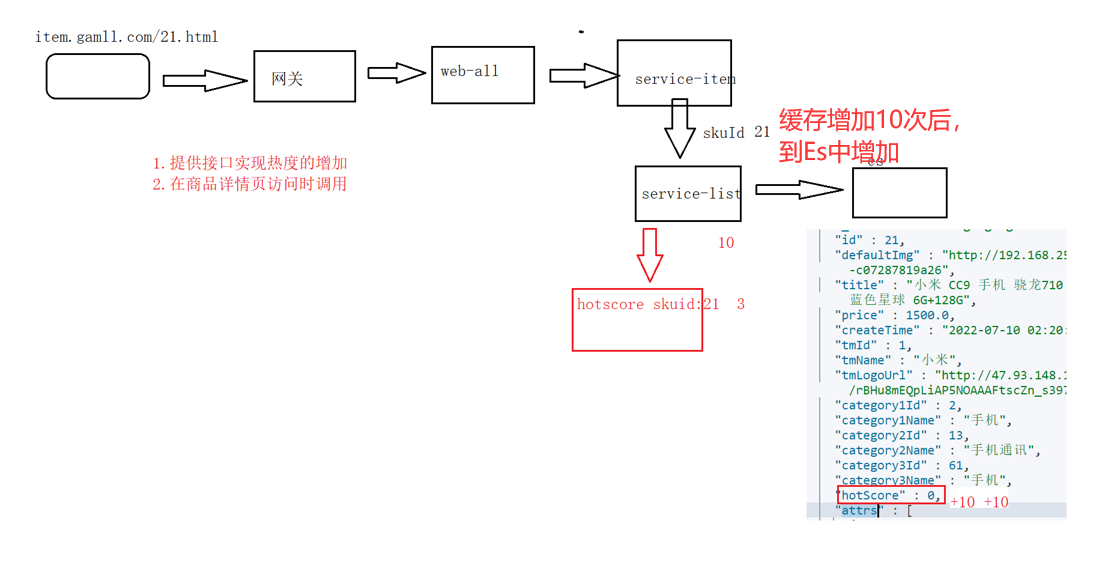 item.gamll.com/21.html
网关
web-all
service-item
skuId 21
缓存增加10次后，
到Es中增加
es
1.提供接口实现热度的增加
2.在商品详情页访问时调用
service-list
10
hotscore skuid:21 3
"id" : 21,
"defaultImg" : "http://192.168.25
-c07287819a26",
"title" : "小米 CC9 手机 骁龙710
蓝色星球 6G+128G",
"price" : 1500.0,
"createTime" : "2022-07-10 02:20:
"tmId" : 1,
"tmName" : "小米",
"tmLogoUrl" : "http://47.93.148.1
/rBHu8mEQpLiAP5NOAAAFtscZn_s397
"category1Id" : 2,
"category1Name" : "手机",
"category2Id" : 13,
"category2Name" : "手机通讯",
"category3Id" : 61,
"category3Name" : "手机",
"hotScore" : 0, +10 +10
"attrs" : [